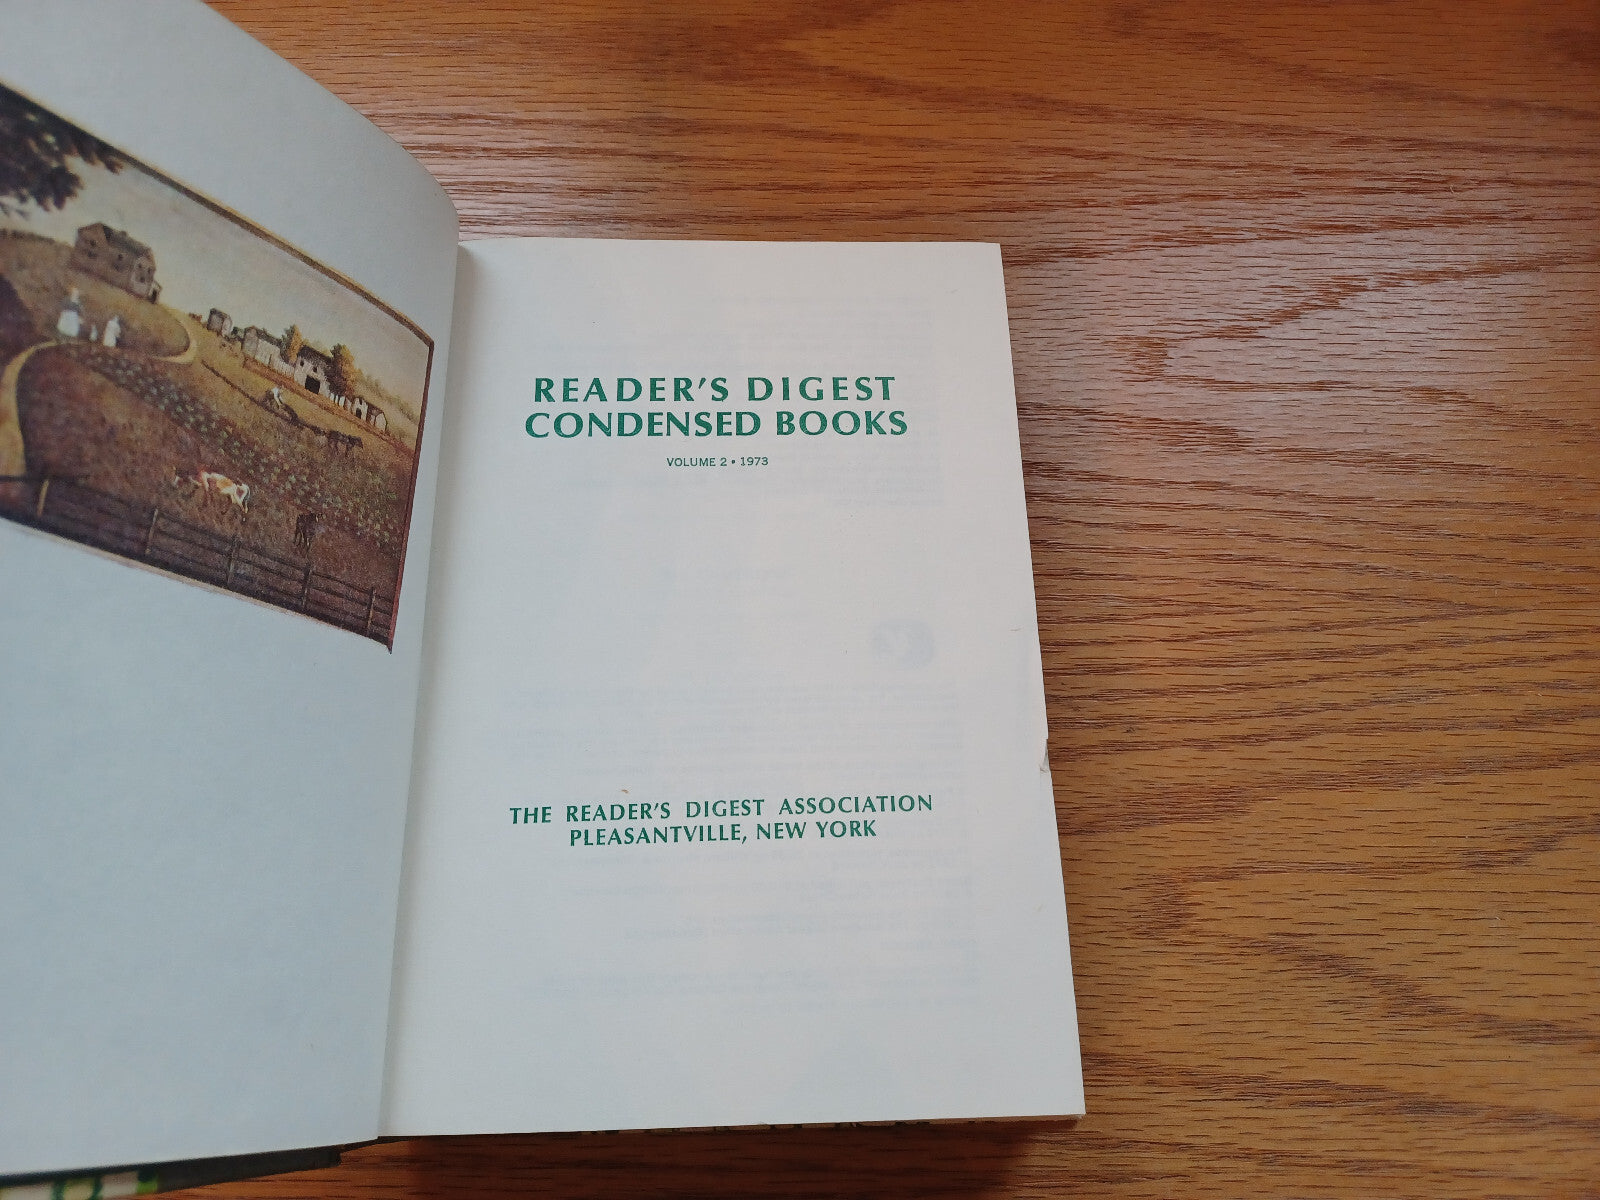 READER'S DIGEST
CONDENSED BOOKS
VOLUME 2 • 1973
THE READER'S DIGEST ASSOCIATION
PLEASANTVILLE, NEW YORK